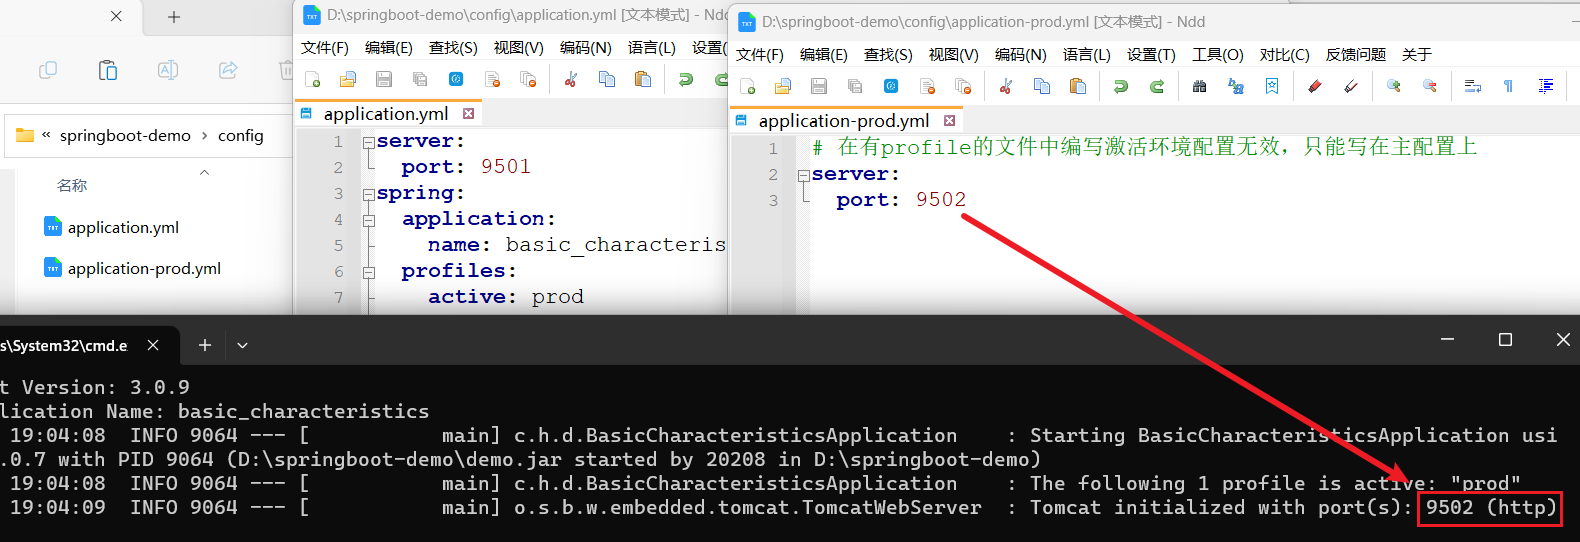 springboot-demo
config
名称
application.yml
application-prod.yml
D:\springboot-demo\config\application.yml [文本模式] - Ndd
文件(F) 编辑(E) 查找(S) 视图(V) 编码(N) 语言(L) 设置(
application.yml
1 server:
2 port: 9501
3 spring:
4 application:
5 name: basic_characteris
6 profiles:
7 active: prod
D:\springboot-demo\config\application-prod.yml [文本模式] - Ndd
文件(F) 编辑(E) 查找(S) 视图(V) 编码(N) 语言(L) 设置(T) 工具(O) 对比(C) 反馈问题 关于
application-prod.yml
1 # 在有profile的文件中编写激活环境配置无效，只能写在主配置上
2 server:
3 port: 9502
s\System32\cmd.e
t Version: 3.0.9
lication Name: basic_characteristics
19:04:08 INFO 9064 --- [ main] c.h.d.BasicCharacteristicsApplication : Starting BasicCharacteristicsApplication usi
.0.7 with PID 9064 (D:\springboot-demo\demo.jar started by 20208 in D:\springboot-demo)
19:04:08 INFO 9064 --- [ main] c.h.d.BasicCharacteristicsApplication : The following 1 profile is active: "prod"
19:04:09 INFO 9064 --- [ main] o.s.b.w.embedded.tomcat.TomcatWebServer : Tomcat initialized with port(s): 9502 (http)